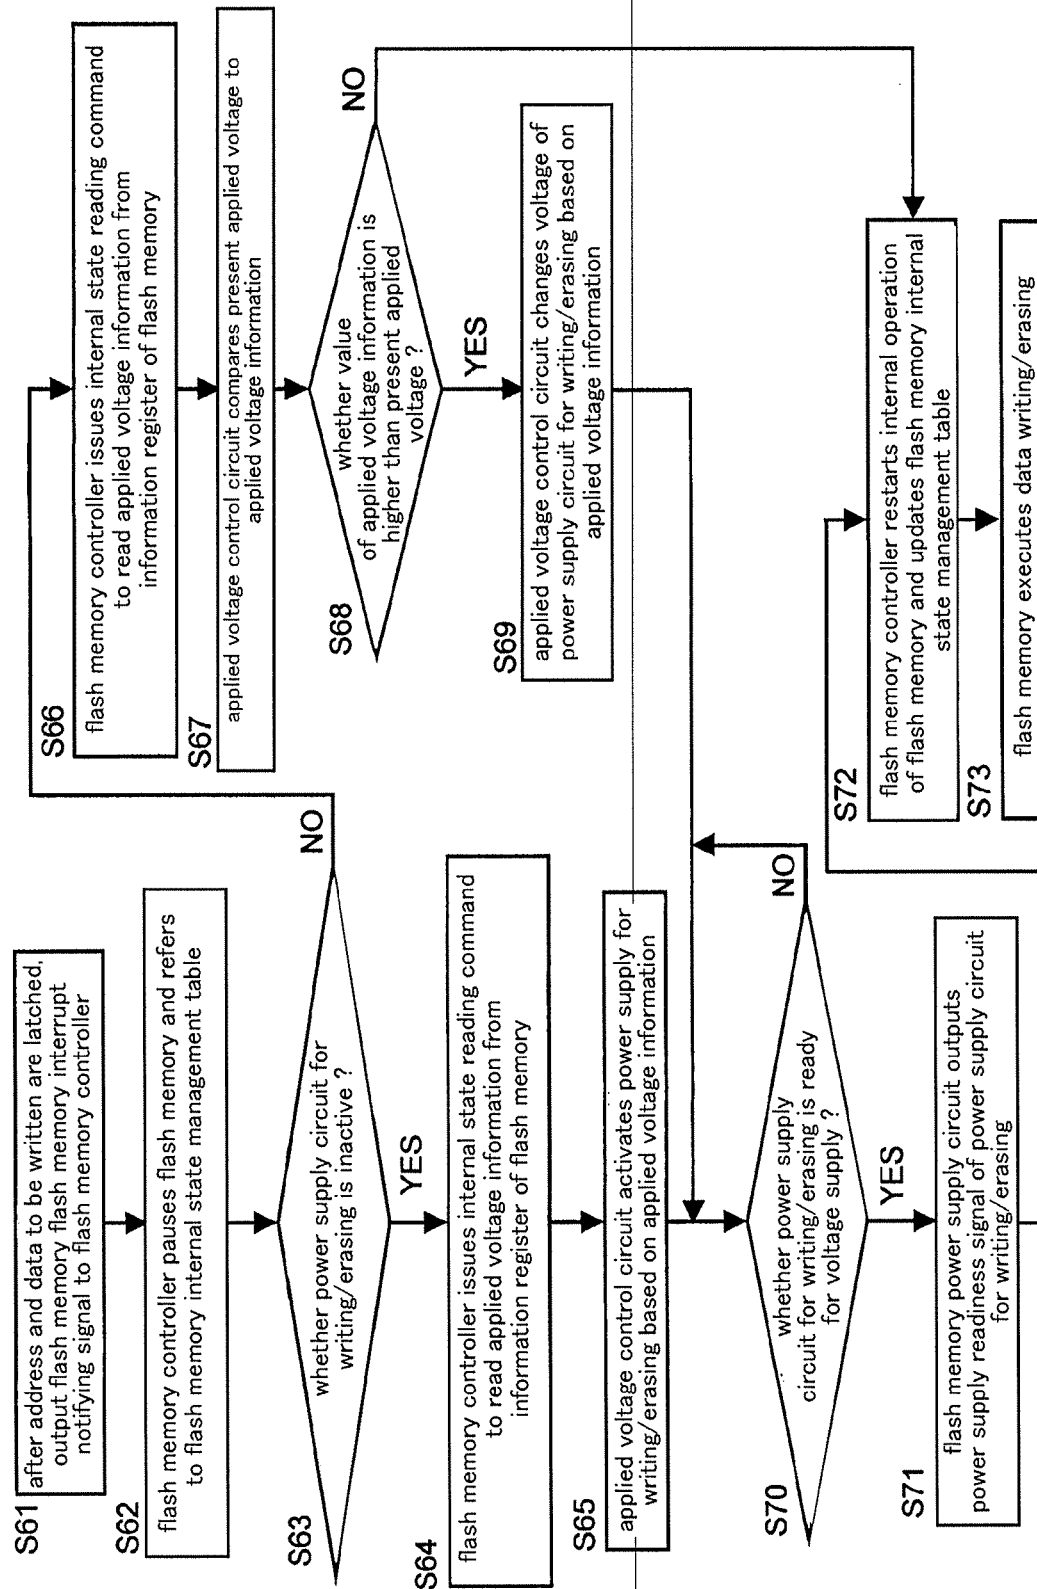 S61
after address and data to be written are latched,
output flash memory flash memory interrupt
notifying signal to flash memory controller
S62
flash memory controller pauses flash memory and refers
to flash memory internal state management table
S63
whether power supply circuit for
writing/erasing is inactive ?
NO
YES
S64
flash memory controller issues internal state reading command
to read applied voltage information from
information register of flash memory
S65
applied voltage control circuit activates power supply for
writing/erasing based on applied voltage information
S66
flash memory controller issues internal state reading command
to read applied voltage information from
information register of flash memory
S67
applied voltage control circuit compares present applied voltage to
applied voltage information
S68
whether value
of applied voltage information is
higher than present applied
voltage ?
NO
YES
S69
applied voltage control circuit changes voltage of
power supply circuit for writing/erasing based on
applied voltage information
S70
whether power supply
circuit for writing/erasing is ready
for voltage supply ?
NO
YES
S71
flash memory power supply circuit outputs
power supply readiness signal of power supply circuit
for writing/erasing
S72
flash memory controller restarts internal operation
of flash memory and updates flash memory internal
state management table
S73
flash memory executes data writing/erasing